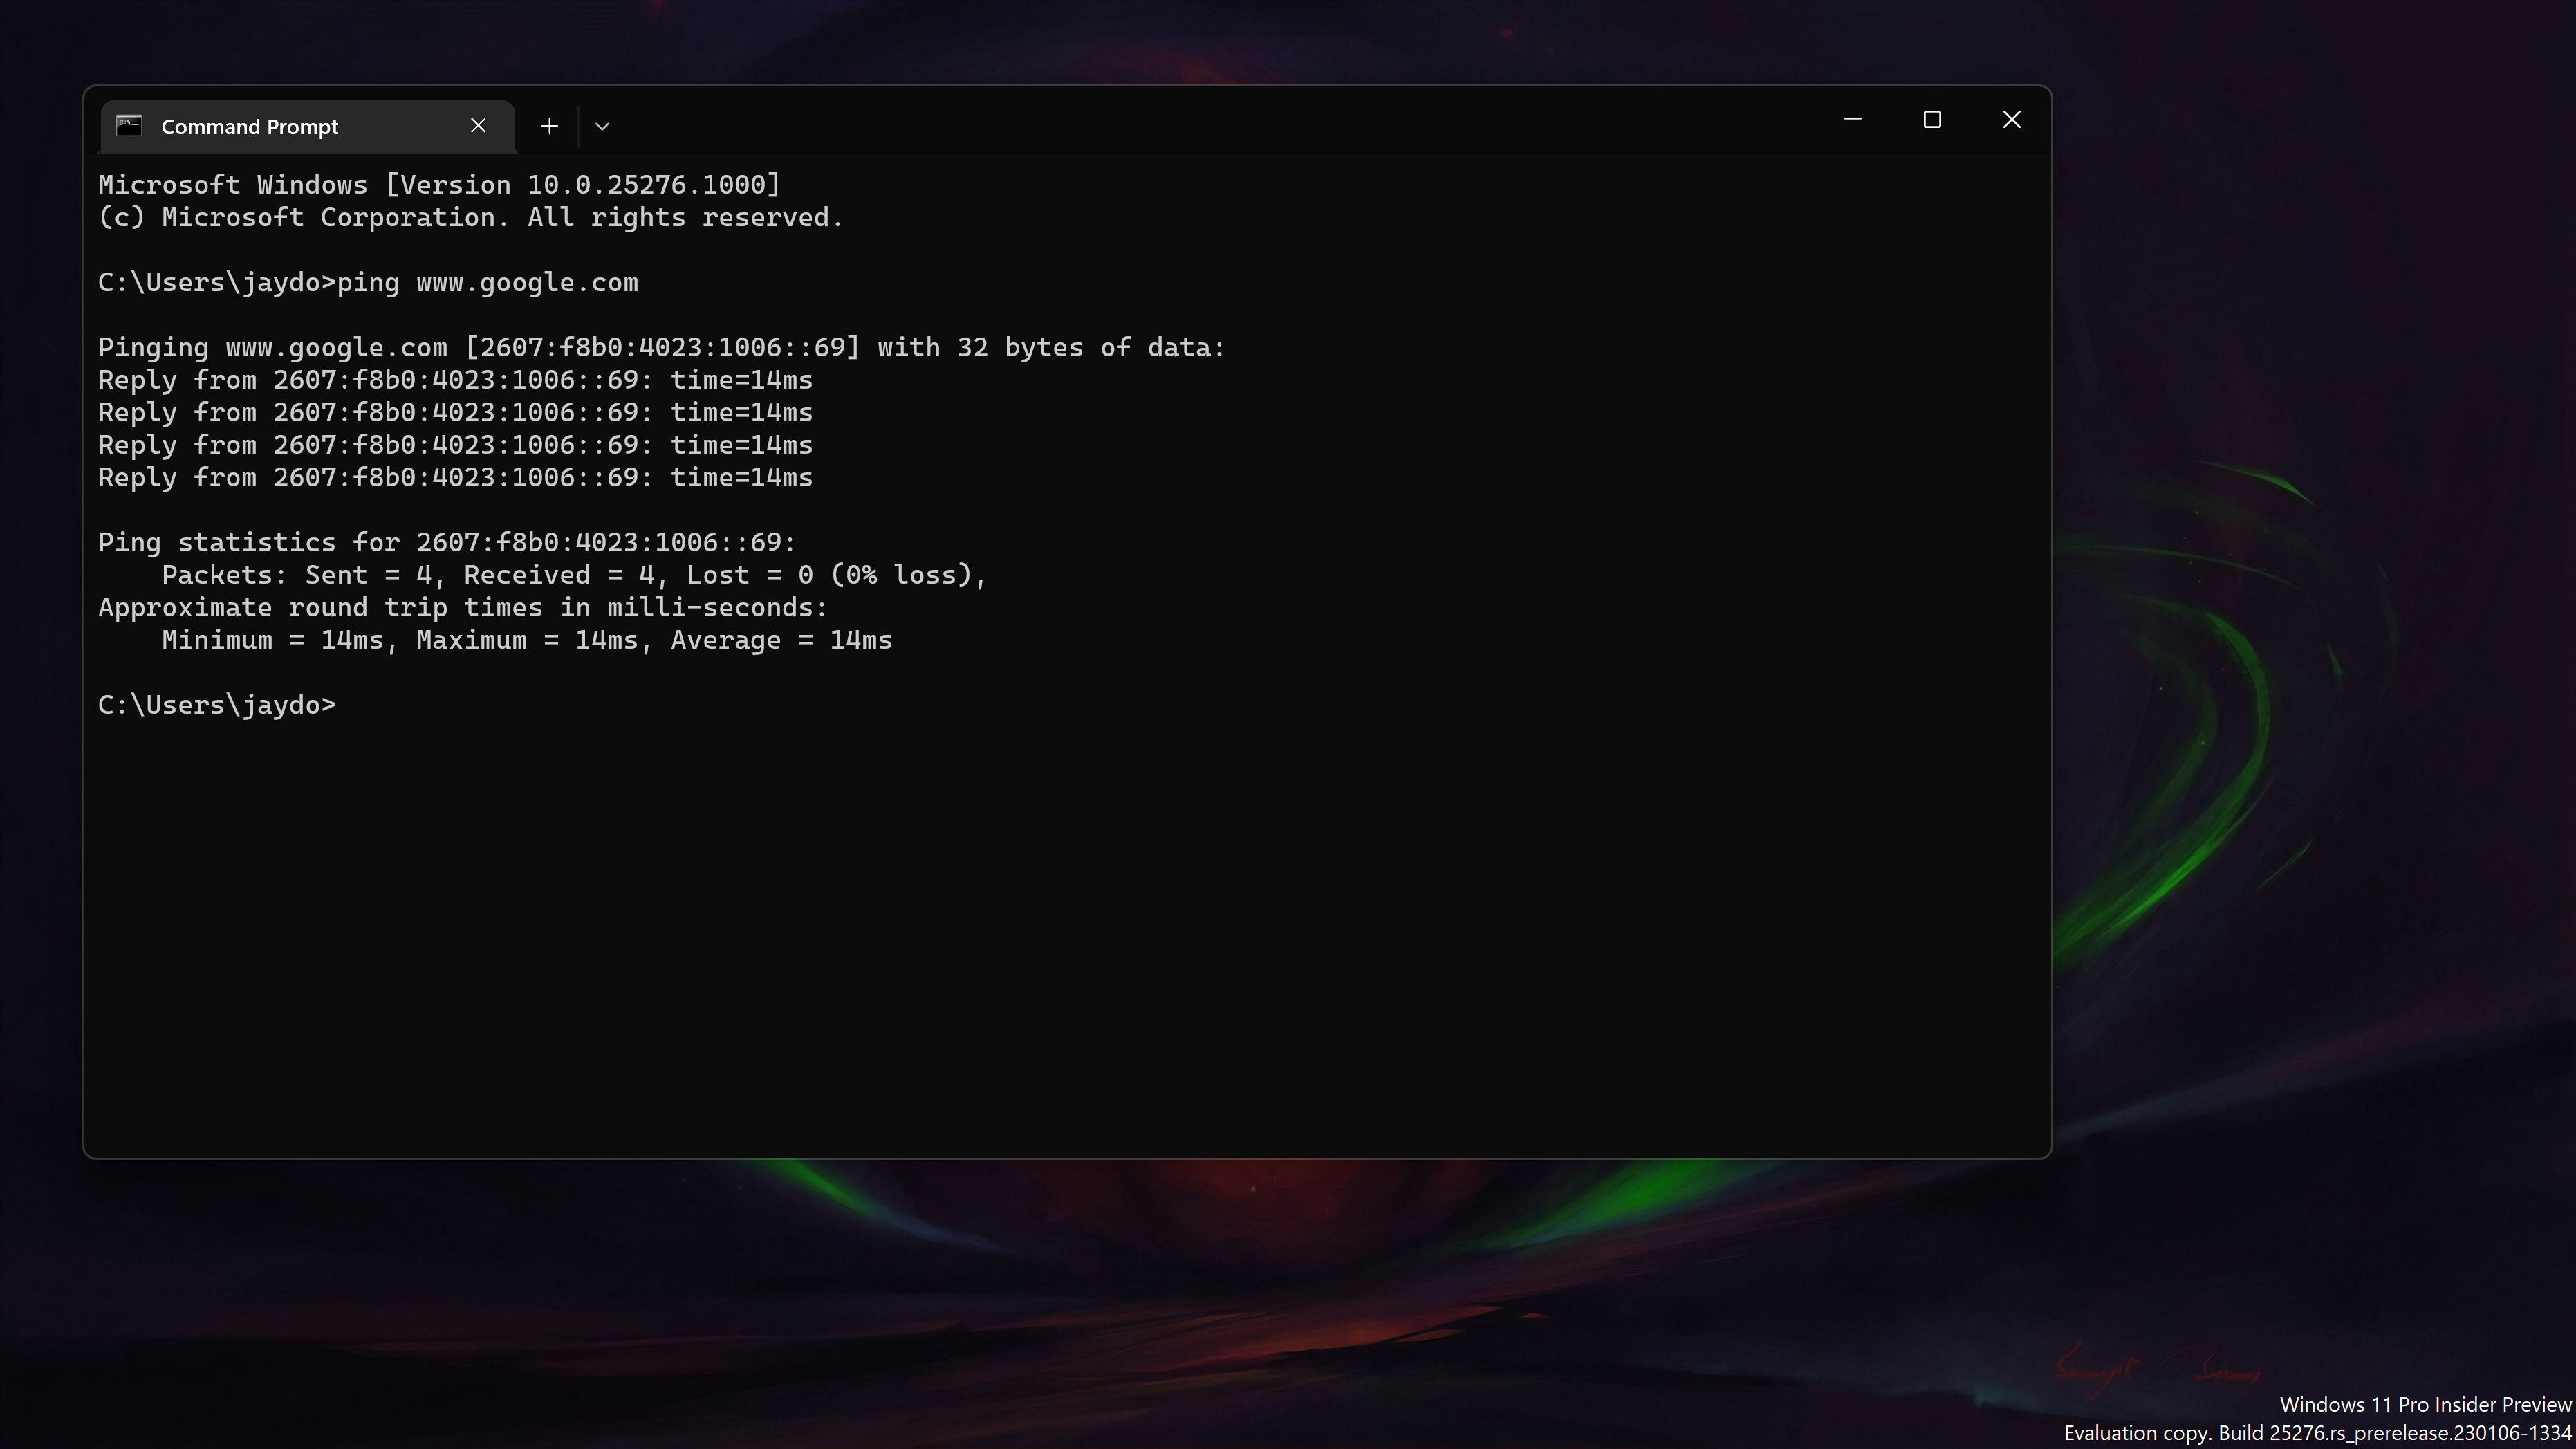 Command Prompt
Microsoft Windows [Version 10.0.25276.1000]
(c) Microsoft Corporation. All rights reserved.
C:\Users\jaydo>ping www.google.com
Pinging www.google.com [2607:f8b0:4023:1006::69] with 32 bytes of data:
Reply from 2607:f8b0:4023:1006::69: time=14ms
Reply from 2607:f8b0:4023:1006::69: time=14ms
Reply from 2607:f8b0:4023:1006::69: time=14ms
Reply from 2607:f8b0:4023:1006::69: time=14ms
Ping statistics for 2607:f8b0:4023:1006::69:
    Packets: Sent = 4, Received = 4, Lost = 0 (0% loss),
Approximate round trip times in milli-seconds:
    Minimum = 14ms, Maximum = 14ms, Average = 14ms
C:\Users\jaydo>
Windows 11 Pro Insider Preview
Evaluation copy. Build 25276.rs_prerelease.230106-1334